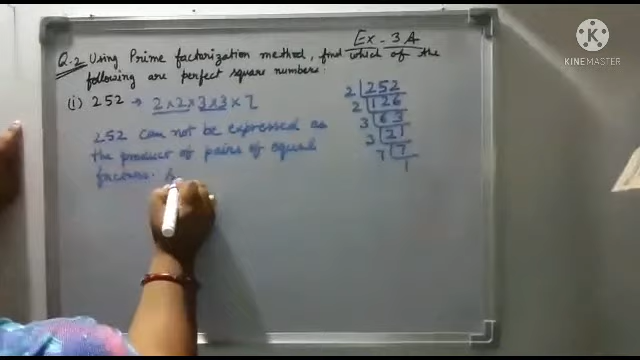 Ex - 3 A
Q.2 Using Prime factorization method, find which of the
following are perfect square numbers.
(i) 252 → 2×2×3×3×7
252 can not be expressed as
the product of pairs of equal
factors. S
2 252
2 126
3 63
3 21
7 7
1
KINEMASTER